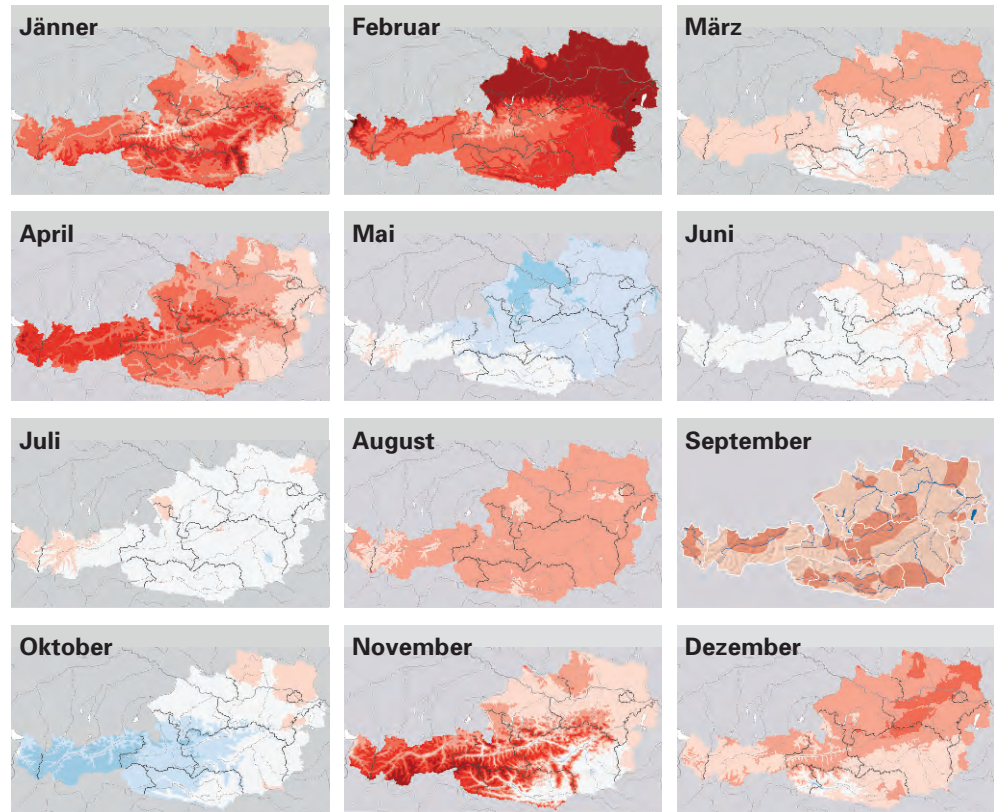 Jänner
Februar
März
April
Mai
Juni
Juli
August
September
Oktober
November
Dezember